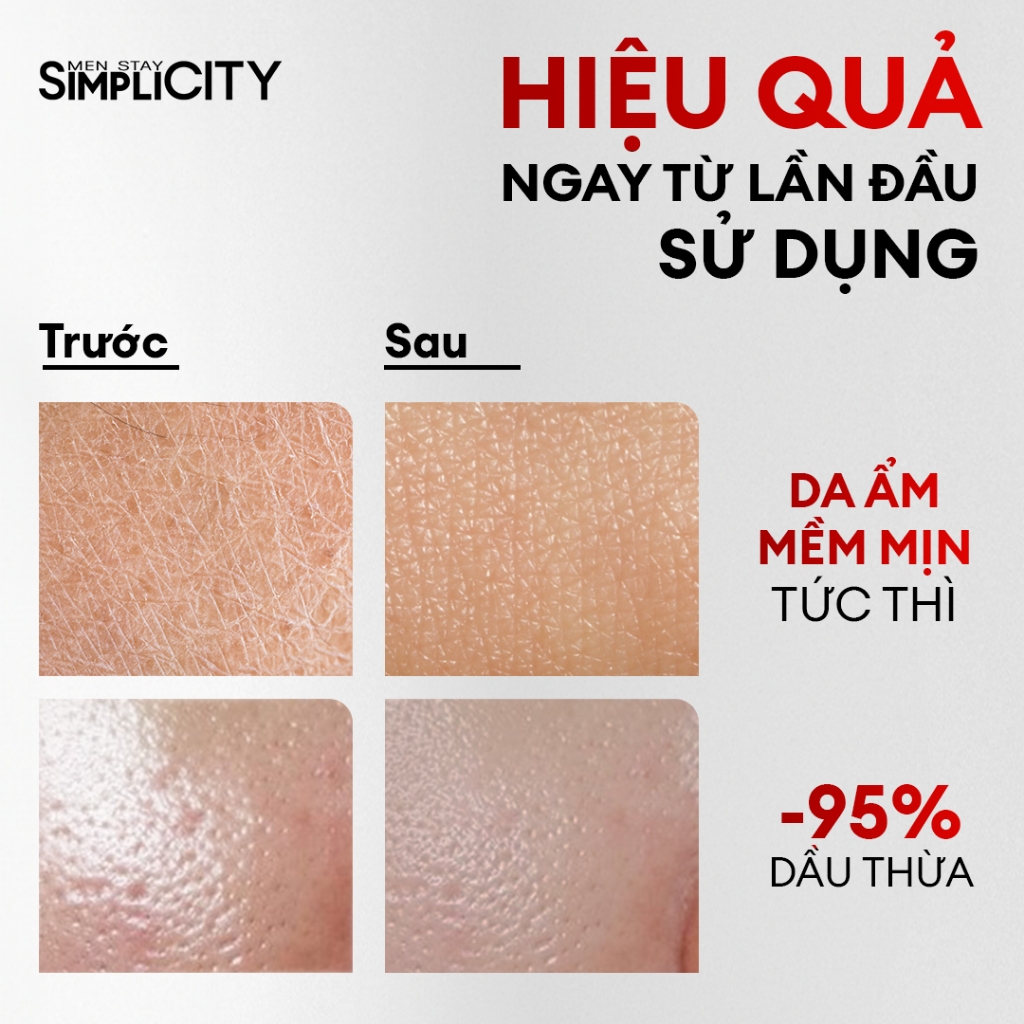 MEN STAY
SIMPLICITY
HIỆU QUẢ
NGAY TỪ LẦN ĐẦU
SỬ DỤNG
Trước
Sau
DA ẨM
MỀM MỊN
TỨC THÌ
-95%
DẦU THỪA